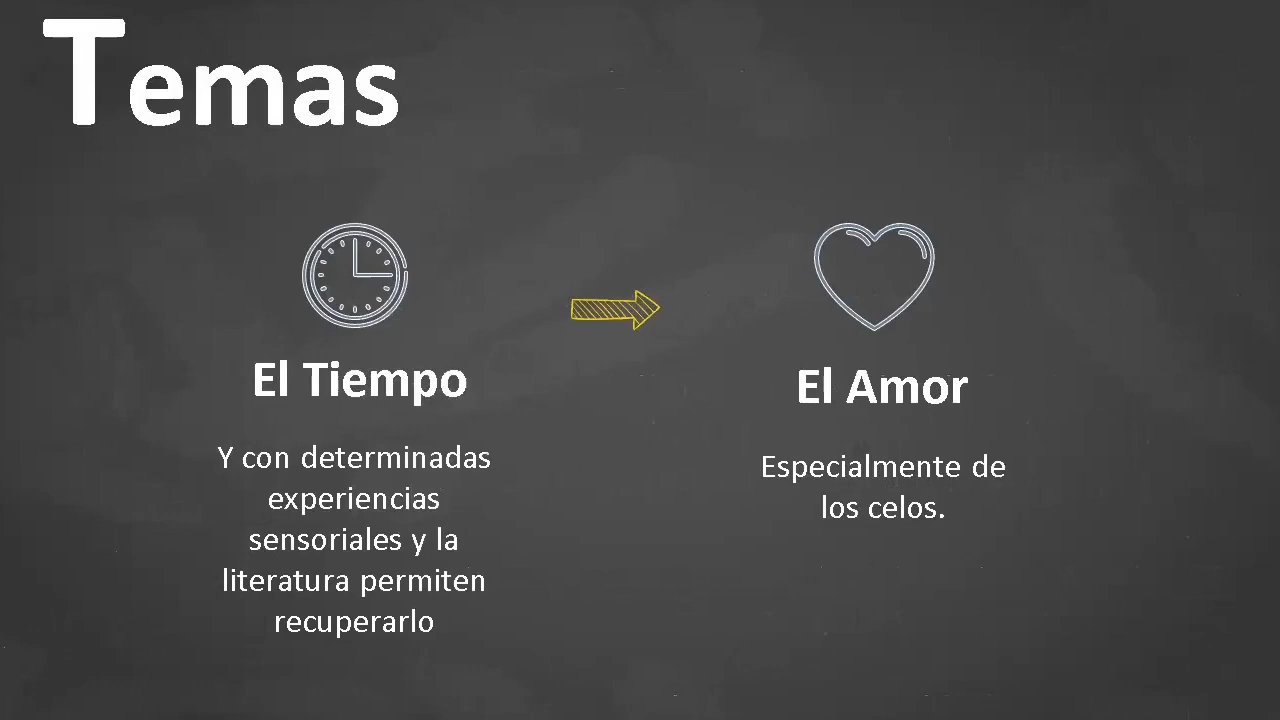 Temas
El Tiempo
Y con determinadas
experiencias
sensoriales y la
literatura permiten
recuperarlo
El Amor
Especialmente de
los celos.